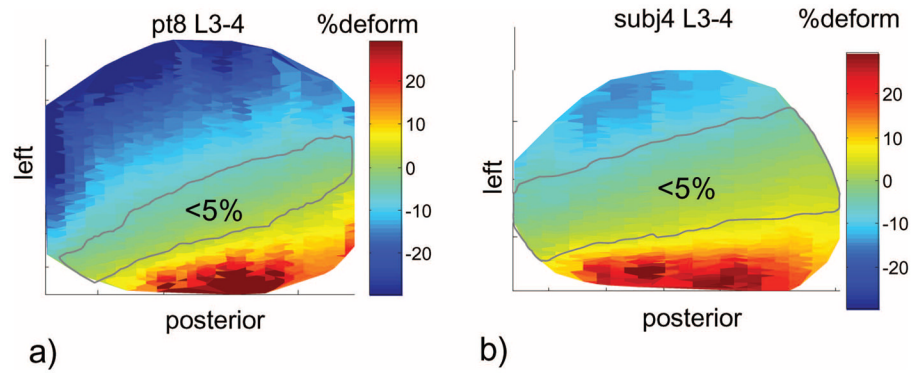 pt8 L3-4 %deform
20
10
0
-10
-20
left
<5%
posterior
a)
subj4 L3-4 %deform
20
10
0
-10
-20
left
<5%
posterior
b)